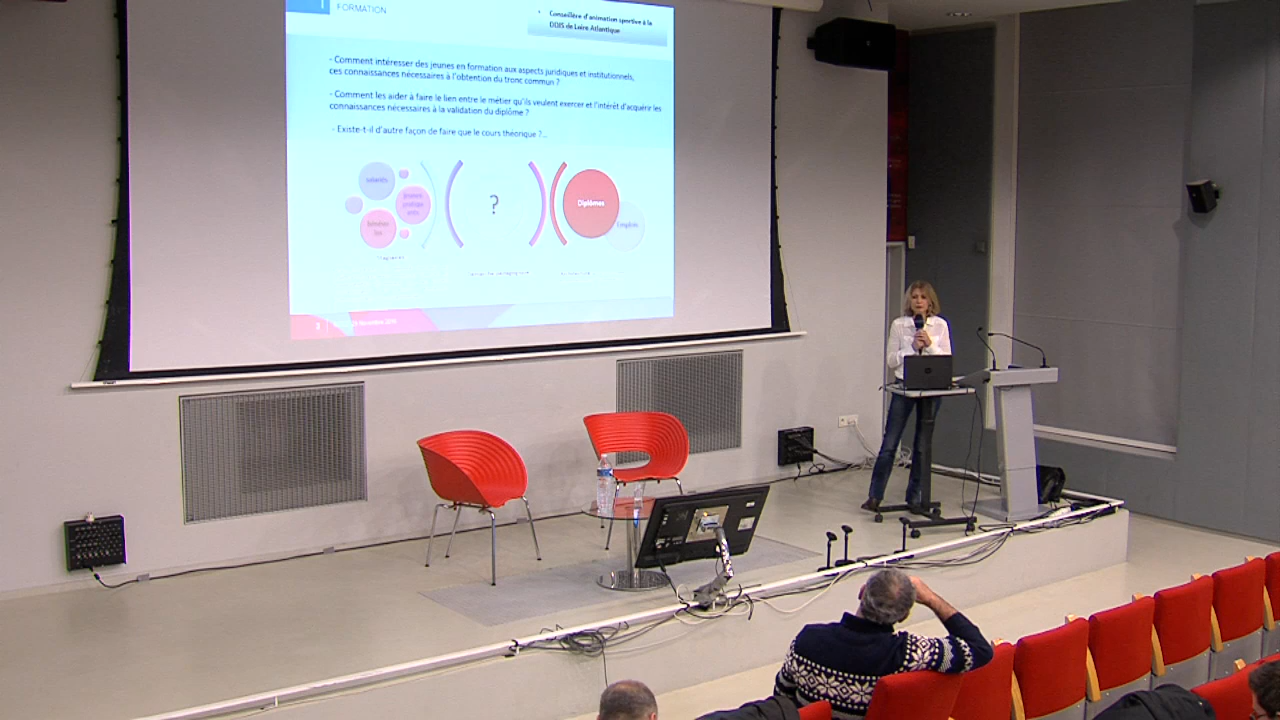 1 FORMATION
• Conseillère d'animation sportive à la
DDJS de Loire Atlantique
- Comment intéresser des jeunes en formation aux aspects juridiques et institutionnels,
ces connaissances nécessaires à l'obtention du tronc commun ?
- Comment les aider à faire le lien entre le métier qu'ils veulent exercer et l'intérêt d'acquérir les
connaissances nécessaires à la validation du diplôme ?
- Existe-t-il d'autre façon de faire que le cours théorique ?...
?
Diplômes
Emplois